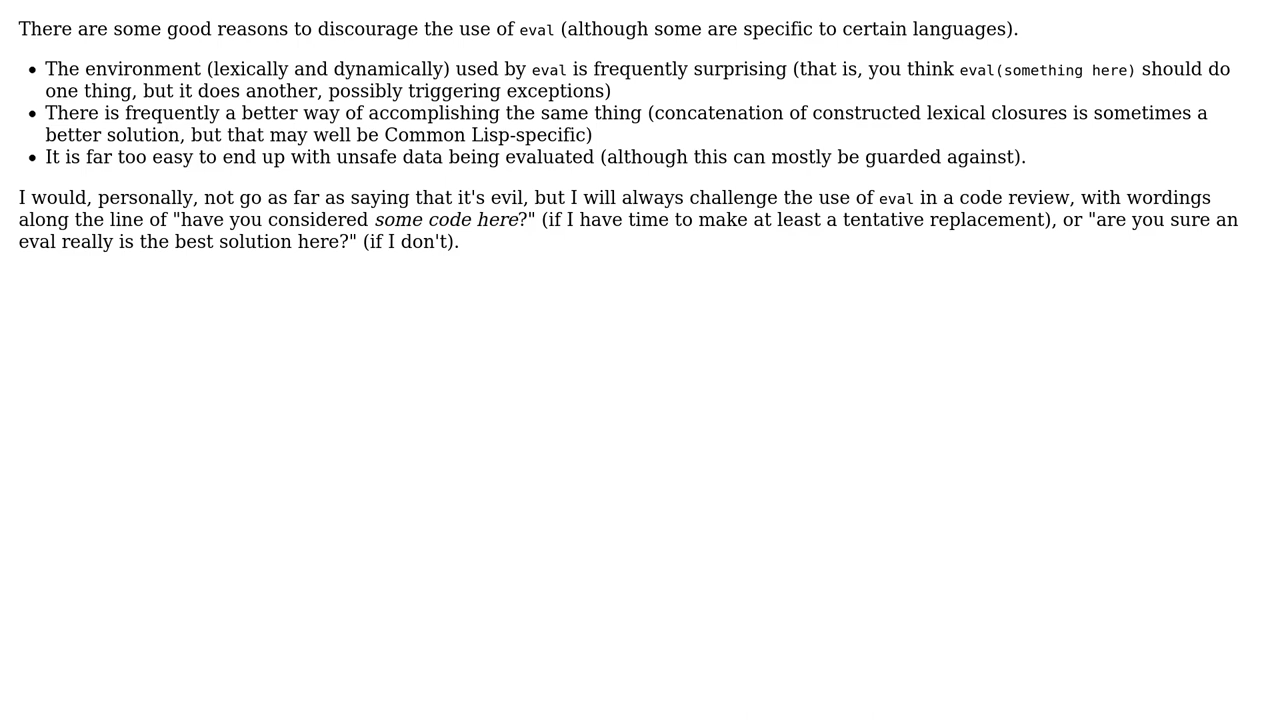 There are some good reasons to discourage the use of eval (although some are specific to certain languages).
• The environment (lexically and dynamically) used by eval is frequently surprising (that is, you think eval(something here) should do
one thing, but it does another, possibly triggering exceptions)
• There is frequently a better way of accomplishing the same thing (concatenation of constructed lexical closures is sometimes a
better solution, but that may well be Common Lisp-specific)
• It is far too easy to end up with unsafe data being evaluated (although this can mostly be guarded against).
I would, personally, not go as far as saying that it's evil, but I will always challenge the use of eval in a code review, with wordings
along the line of "have you considered some code here?" (if I have time to make at least a tentative replacement), or "are you sure an
eval really is the best solution here?" (if I don't).